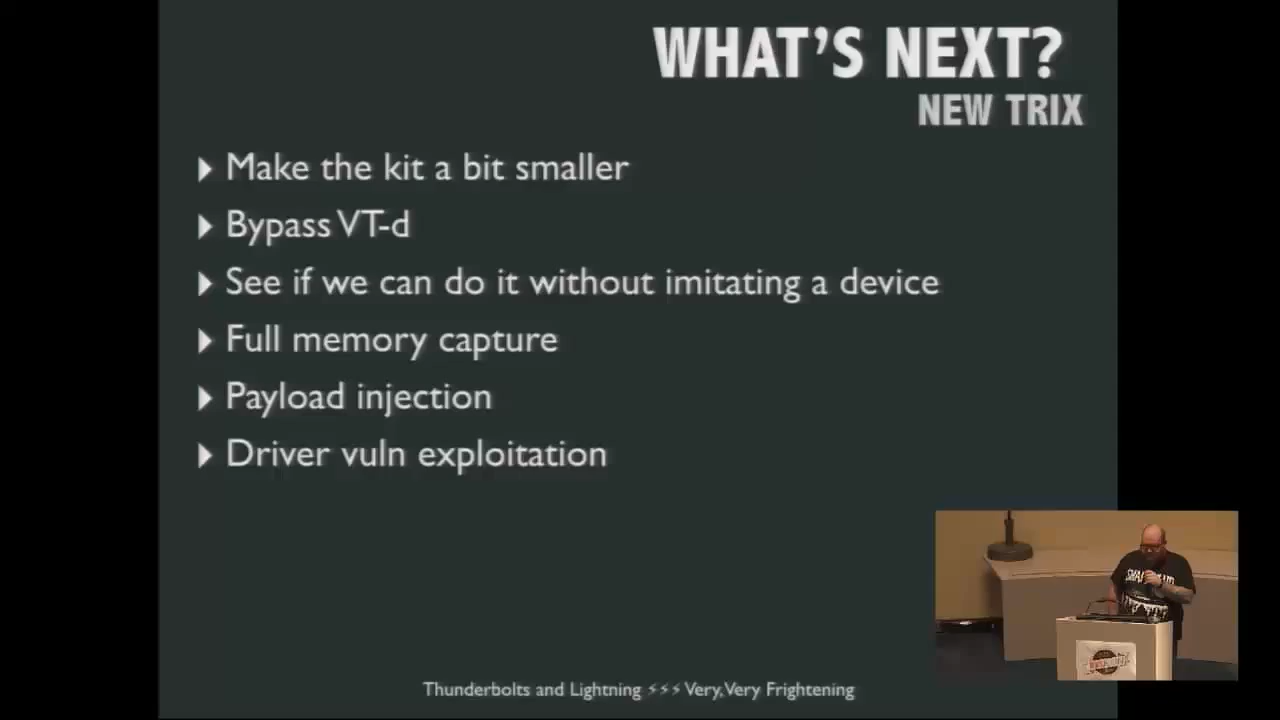 WHAT'S NEXT?
NEW TRIX
Make the kit a bit smaller
Bypass VT-d
See if we can do it without imitating a device
Full memory capture
Payload injection
Driver vuln exploitation
Thunderbolts and Lightning ⚡⚡⚡ Very, Very Frightening